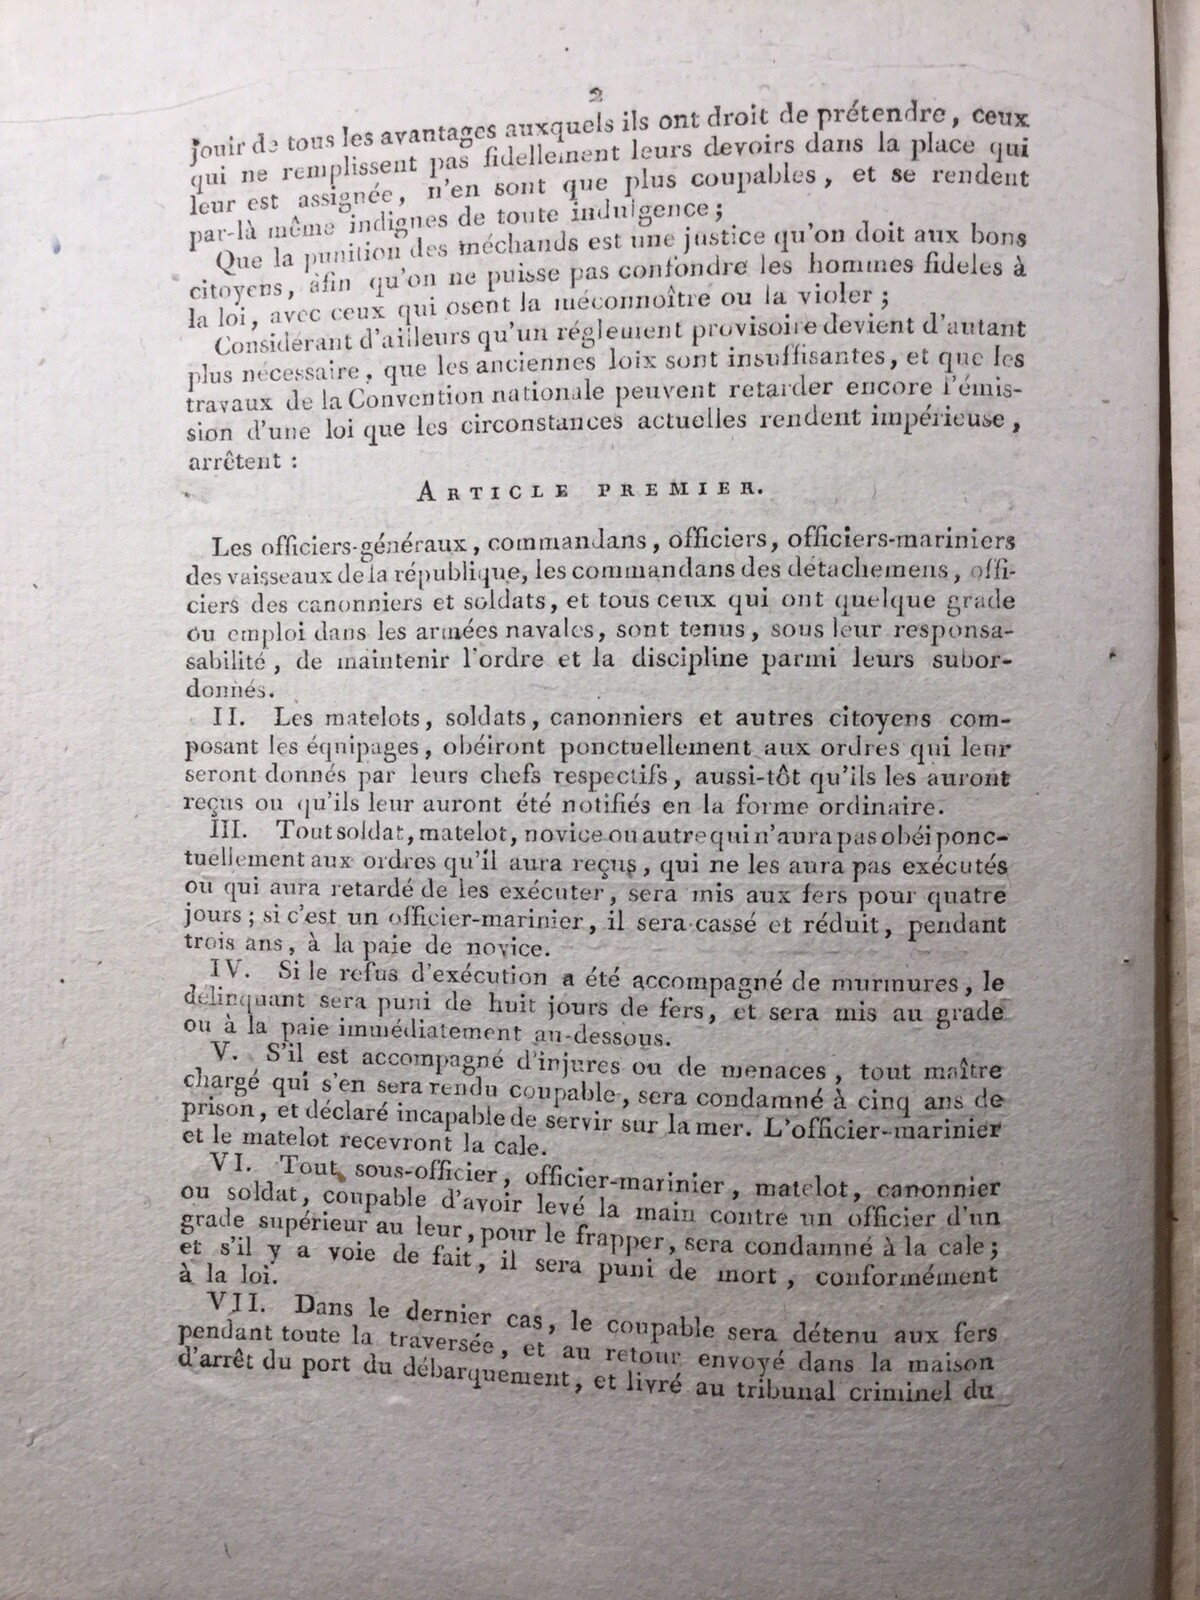 2
jouir de tous les avantages auxquels ils ont droit de prétendre, ceux
qui ne remplissent pas fidellement leurs devoirs dans la place qui
leur est assignée, n'en sont que plus coupables, et se rendent
par-là même indignes de toute indulgence;
Que la punition des méchands est une justice qu'on doit aux bons
citoyens, afin qu'on ne puisse pas confondre les hommes fideles à
la loi, avec ceux qui osent la méconnoître ou la violer;
Considérant d'ailleurs qu'un réglement provisoire devient d'autant
plus nécessaire, que les anciennes loix sont insuffisantes, et que les
travaux de la Convention nationale peuvent retarder encore l'émis-
sion d'une loi que les circonstances actuelles rendent impérieuse,
arrêtent :
ARTICLE PREMIER.
Les officiers-généraux, commandans, officiers, officiers-mariniers
des vaisseaux de la république, les commandans des détachemens, offi-
ciers des canonniers et soldats, et tous ceux qui ont quelque grade
ou emploi dans les armées navales, sont tenus, sous leur responsa-
sabilité, de maintenir l'ordre et la discipline parmi leurs subor-
donnés.
II. Les matelots, soldats, canonniers et autres citoyens com-
posant les équipages, obéiront ponctuellement aux ordres qui leur
seront donnés par leurs chefs respectifs, aussi-tôt qu'ils les auront
reçus ou qu'ils leur auront été notifiés en la forme ordinaire.
III. Tout soldat, matelot, novice ou autre qui n'aura pas obéi ponc-
tuellement aux ordres qu'il aura reçus, qui ne les aura pas exécutés
ou qui aura retardé de les exécuter, sera mis aux fers pour quatre
jours; si c'est un officier-marinier, il sera cassé et réduit, pendant
trois ans, à la paie de novice.
IV. Si le refus d'exécution a été accompagné de murmures, le
délinquant sera puni de huit jours de fers, et sera mis au grade
ou à la paie immédiatement au-dessous.
V. S'il est accompagné d'injures ou de menaces, tout maître
chargé qui s'en sera rendu coupable, sera condamné à cinq ans de
prison, et déclaré incapable de servir sur la mer. L'officier-marinier
et le matelot recevront la cale.
VI. Tout sous-officier, officier-marinier, matelot, canonnier
ou soldat, coupable d'avoir levé la main contre un officier d'un
grade supérieur au leur, pour le frapper, sera condamné à la cale;
et s'il y a voie de fait, il sera puni de mort, conformément
à la loi.
VII. Dans le dernier cas, le coupable sera détenu aux fers
pendant toute la traversée, et au retour envoyé dans la maison
d'arrêt du port du débarquement, et livré au tribunal criminel du